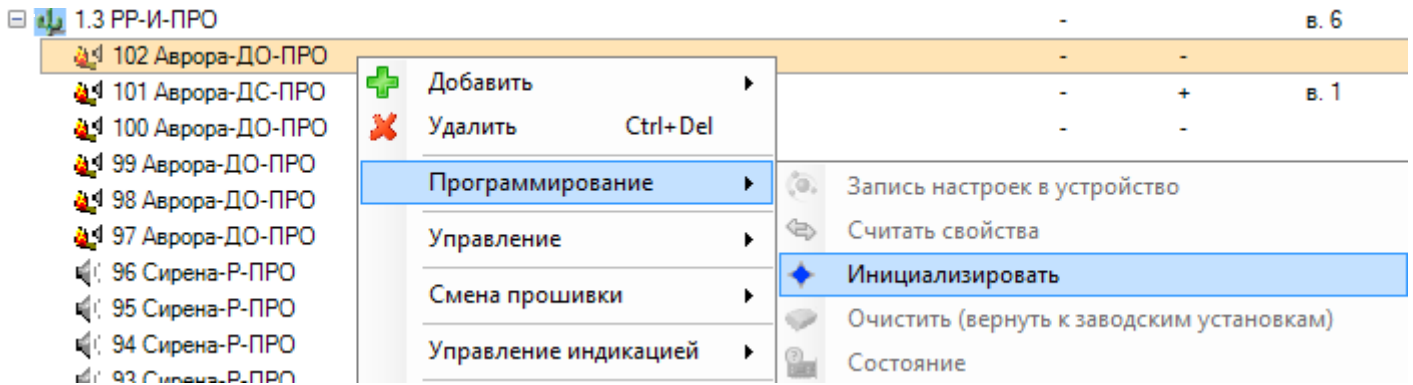 1.3 РР-И-ПРО - в. 6
102 Аврора-ДО-ПРО - -
101 Аврора-ДС-ПРО - + в. 1
100 Аврора-ДО-ПРО - -
99 Аврора-ДО-ПРО
98 Аврора-ДО-ПРО
97 Аврора-ДО-ПРО
96 Сирена-Р-ПРО
95 Сирена-Р-ПРО
94 Сирена-Р-ПРО
93 Сирена-Р-ПРО
Добавить
Удалить Ctrl+Del
Программирование
Управление
Смена прошивки
Управление индикацией
Запись настроек в устройство
Считать свойства
Инициализировать
Очистить (вернуть к заводским установкам)
Состояние